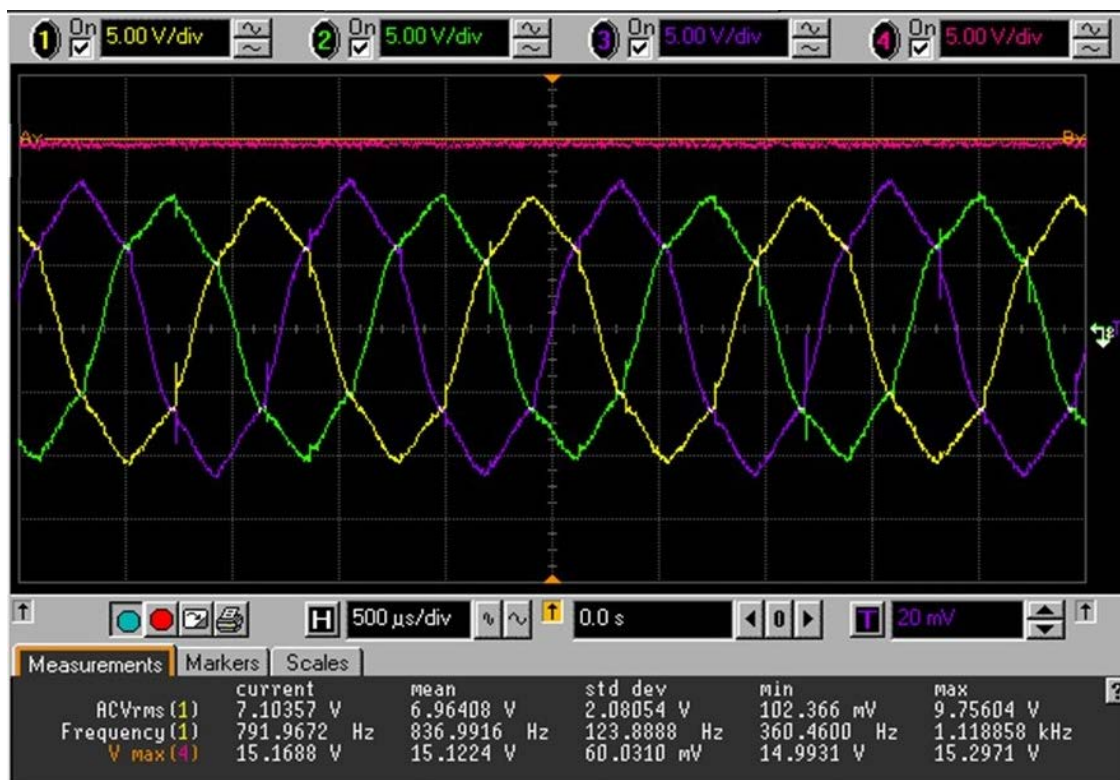 1 On 5.00 V/div 2 On 5.00 V/div 3 On 5.00 V/div 4 On 5.00 V/div
Ay By
H 500 µs/div 0.0 s 0 T 20 mV
Measurements Markers Scales
current mean std dev min max
ACVrms(1) 7.10357 V 6.96408 V 2.08054 V 102.366 mV 9.75604 V
Frequency(1) 791.9672 Hz 836.9916 Hz 123.8888 Hz 360.4600 Hz 1.118858 kHz
V max(4) 15.1688 V 15.1224 V 60.0310 mV 14.9931 V 15.2971 V
?